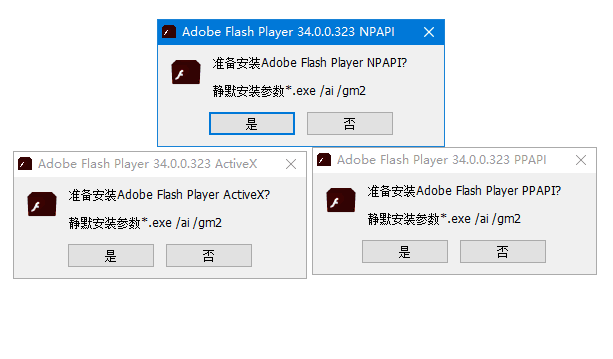 Adobe Flash Player 34.0.0.323 NPAPI
准备安装Adobe Flash Player NPAPI?
静默安装参数*.exe /ai /gm2
是
否
Adobe Flash Player 34.0.0.323 ActiveX
准备安装Adobe Flash Player ActiveX?
静默安装参数*.exe /ai /gm2
是
否
Adobe Flash Player 34.0.0.323 PPAPI
准备安装Adobe Flash Player PPAPI?
静默安装参数*.exe /ai /gm2
是
否